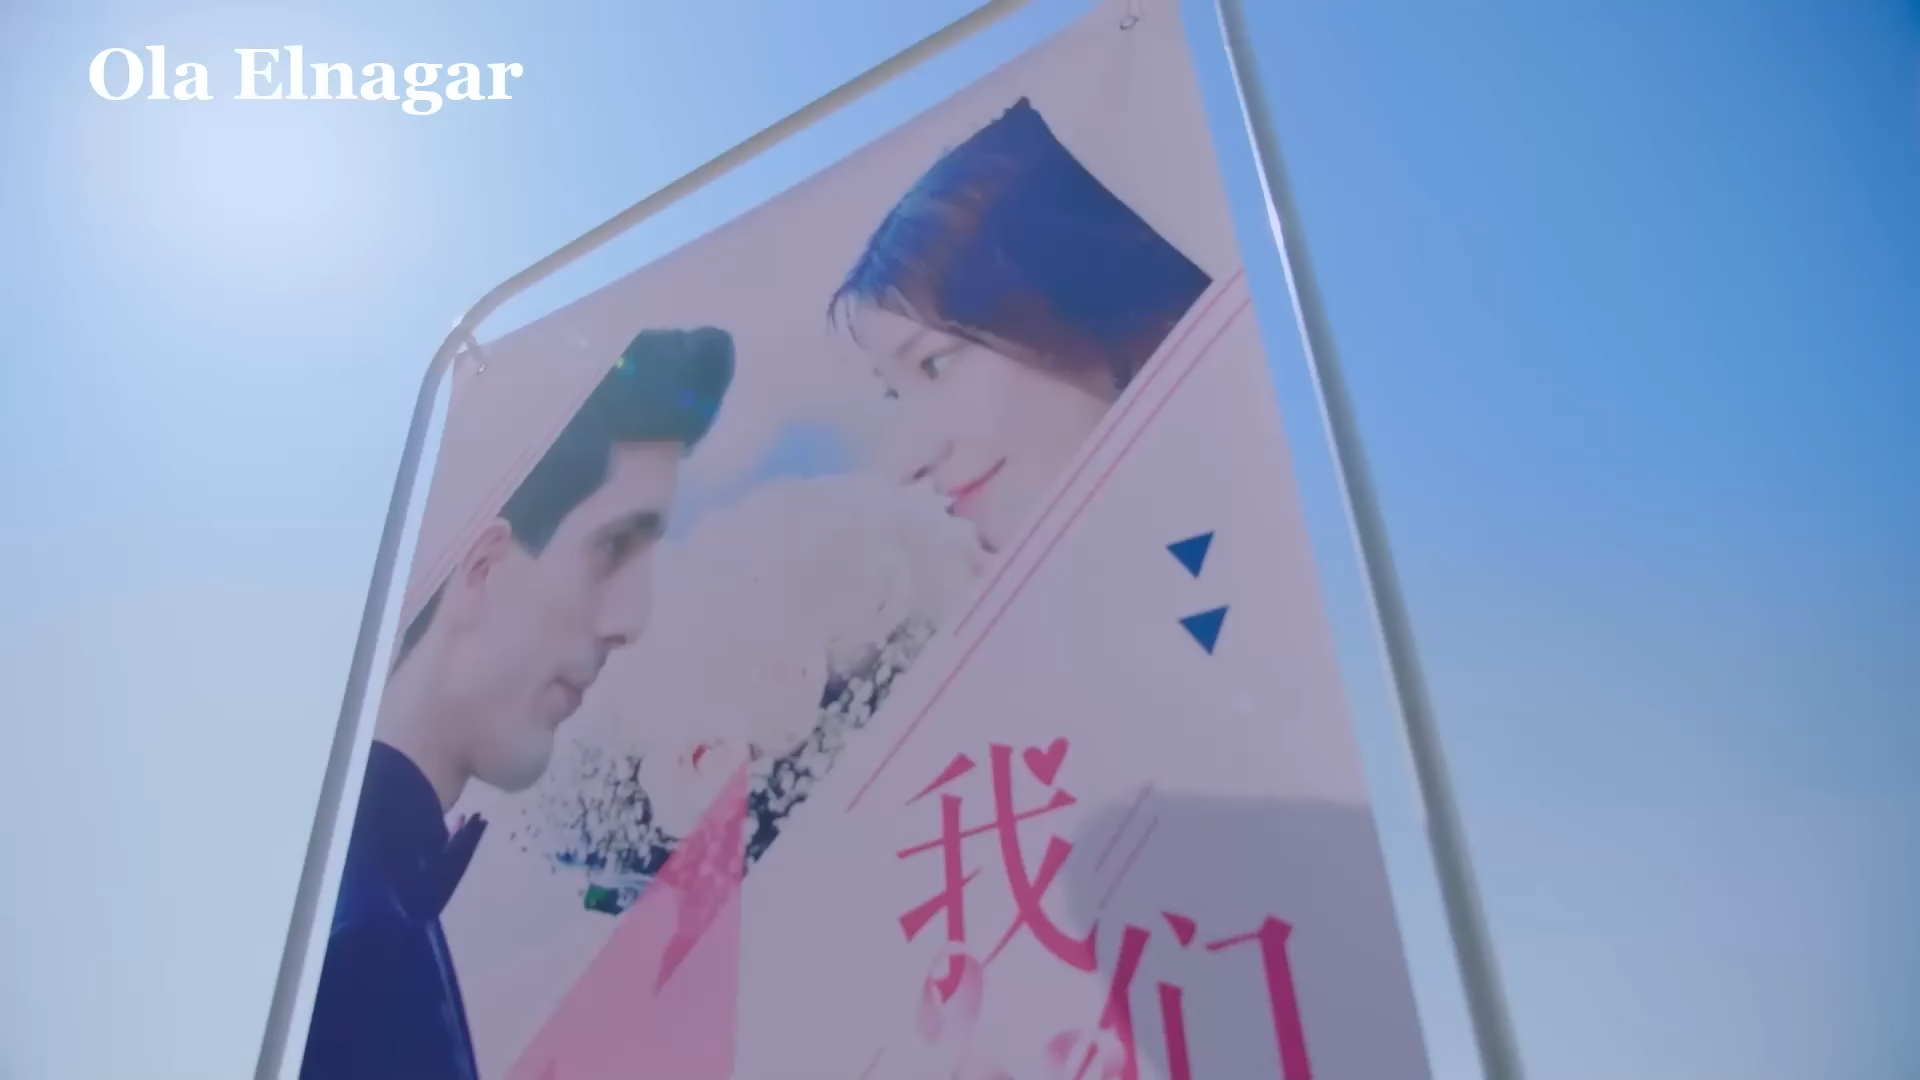 Ola Elnagar
我
们